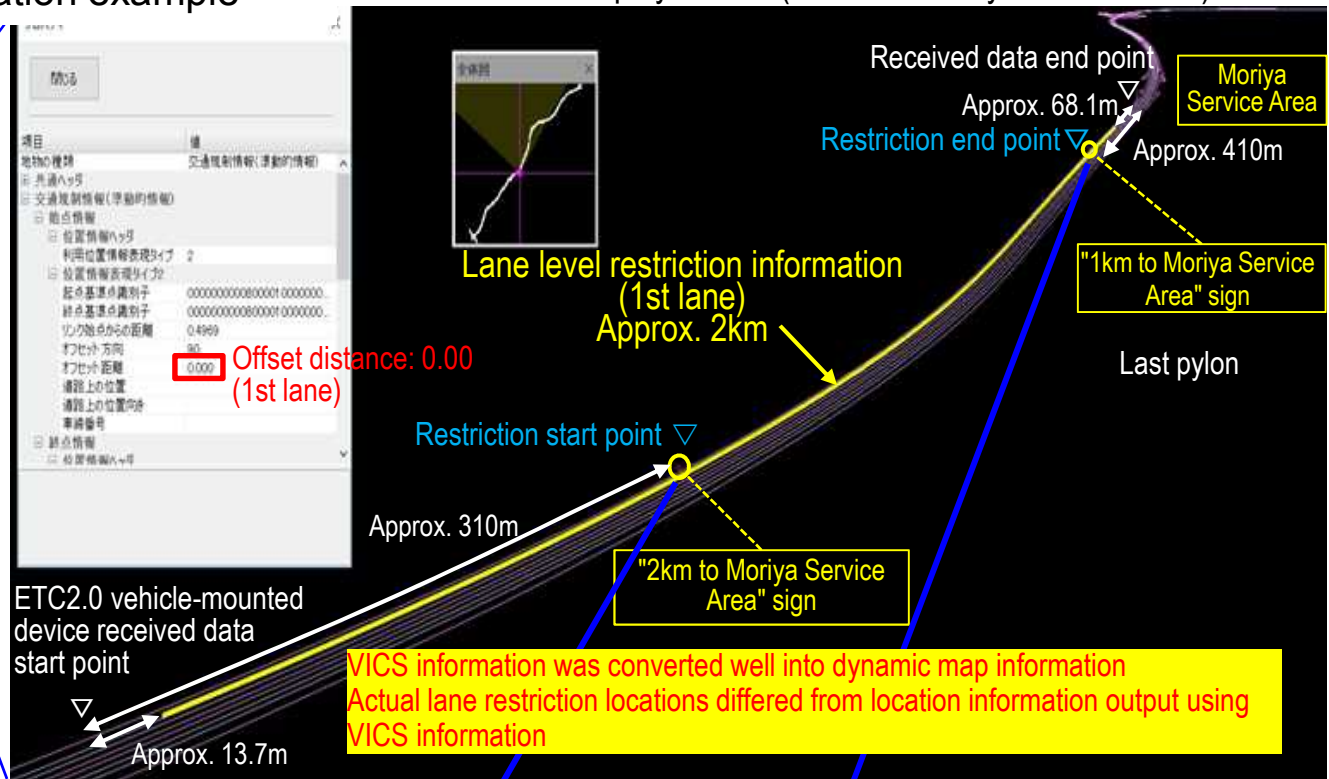 ation example
閉じる
項目
値
地物の種類
交通規制情報(準動的情報)
共通ヘッダ
交通規制情報(準動的情報)
始点情報
位置情報ヘッダ
利用位置情報表現タイプ
2
位置情報表現タイプ2
起点基準点識別子
終点基準点識別子
リンク始点からの距離
0.4969
オフセット方向
90
オフセット距離
0.000
道路上の位置
道路上の位置向き
車線番号
終点情報
位置情報ヘッダ
全体図
Offset distance: 0.00
(1st lane)
Received data end point
▽
Approx. 68.1m
Moriya
Service Area
Restriction end point ▽
Approx. 410m
Lane level restriction information
(1st lane)
Approx. 2km
"1km to Moriya Service
Area" sign
Last pylon
Restriction start point ▽
Approx. 310m
"2km to Moriya Service
Area" sign
ETC2.0 vehicle-mounted
device received data
start point
▽
Approx. 13.7m
VICS information was converted well into dynamic map information
Actual lane restriction locations differed from location information output using
VICS information